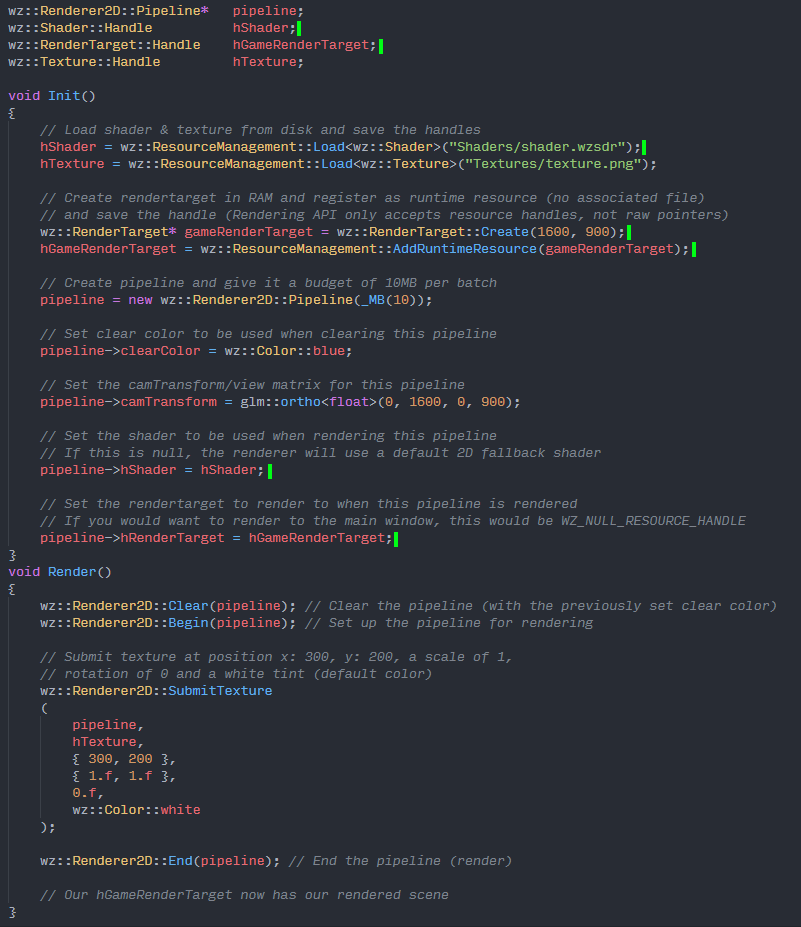 wz::Renderer2D::Pipeline*   pipeline;
wz::Shader::Handle          hShader;
wz::RenderTarget::Handle    hGameRenderTarget;
wz::Texture::Handle         hTexture;

void Init()
{
    // Load shader & texture from disk and save the handles
    hShader = wz::ResourceManagement::Load<wz::Shader>("Shaders/shader.wzsdr");
    hTexture = wz::ResourceManagement::Load<wz::Texture>("Textures/texture.png");

    // Create rendertarget in RAM and register as runtime resource (no associated file)
    // and save the handle (Rendering API only accepts resource handles, not raw pointers)
    wz::RenderTarget* gameRenderTarget = wz::RenderTarget::Create(1600, 900);
    hGameRenderTarget = wz::ResourceManagement::AddRuntimeResource(gameRenderTarget);

    // Create pipeline and give it a budget of 10MB per batch
    pipeline = new wz::Renderer2D::Pipeline(_MB(10));

    // Set clear color to be used when clearing this pipeline
    pipeline->clearColor = wz::Color::blue;

    // Set the camTransform/view matrix for this pipeline
    pipeline->camTransform = glm::ortho<float>(0, 1600, 0, 900);

    // Set the shader to be used when rendering this pipeline
    // If this is null, the renderer will use a default 2D fallback shader
    pipeline->hShader = hShader;

    // Set the rendertarget to render to when this pipeline is rendered
    // If you would want to render to the main window, this would be WZ_NULL_RESOURCE_HANDLE
    pipeline->hRenderTarget = hGameRenderTarget;
}
void Render()
{
    wz::Renderer2D::Clear(pipeline); // Clear the pipeline (with the previously set clear color)
    wz::Renderer2D::Begin(pipeline); // Set up the pipeline for rendering

    // Submit texture at position x: 300, y: 200, a scale of 1,
    // rotation of 0 and a white tint (default color)
    wz::Renderer2D::SubmitTexture
    (
        pipeline,
        hTexture,
        { 300, 200 },
        { 1.f, 1.f },
        0.f,
        wz::Color::white
    );

    wz::Renderer2D::End(pipeline); // End the pipeline (render)

    // Our hGameRenderTarget now has our rendered scene
}